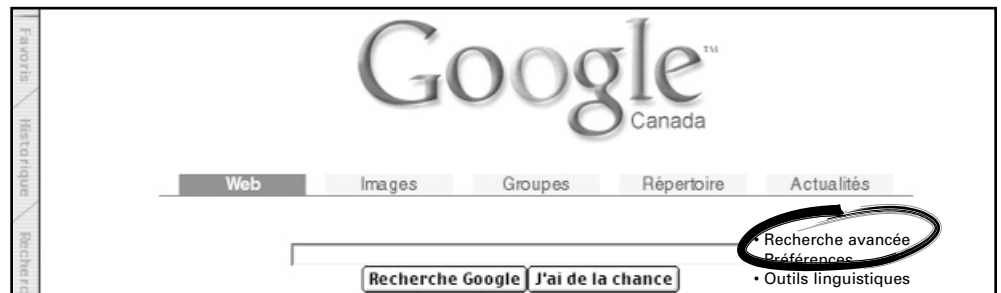 Favoris
Historique
Google™
Canada
Web Images Groupes Répertoire Actualités
• Recherche avancée
• Préférences
Recherche Google J'ai de la chance
• Outils linguistiques